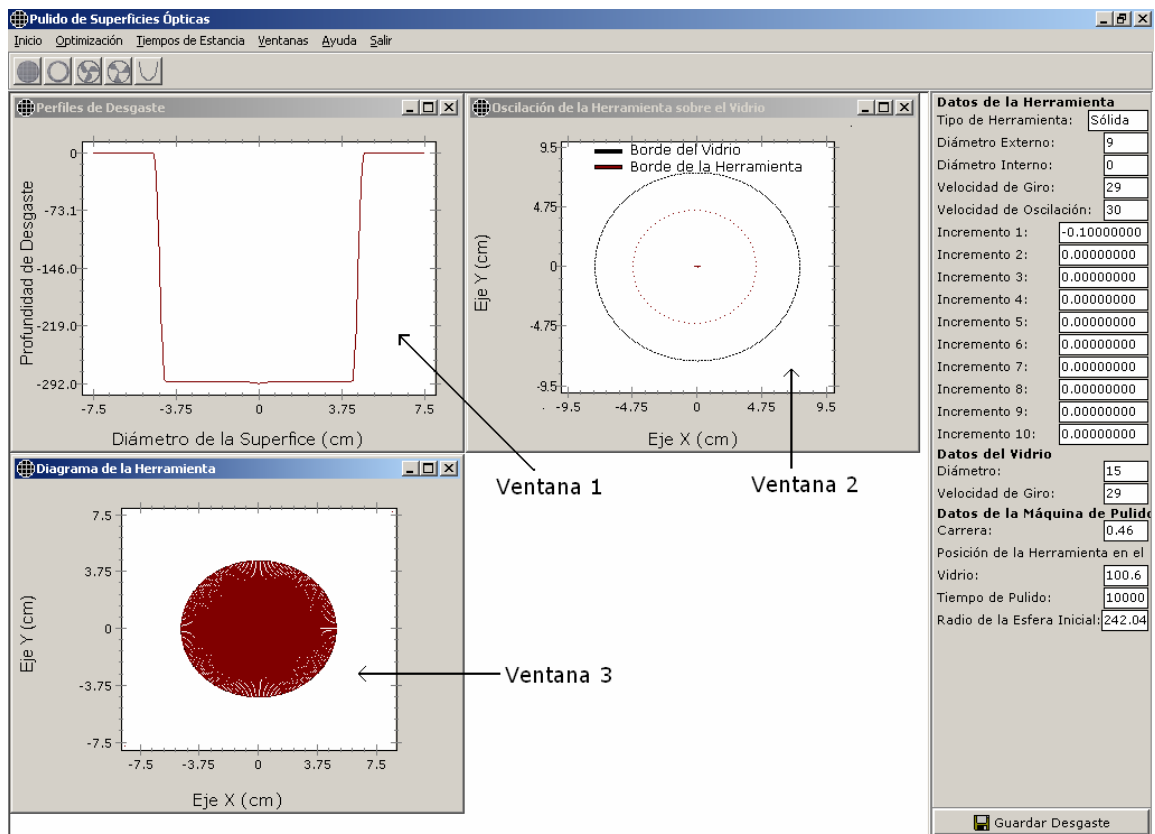 Pulido de Superficies Ópticas
Inicio Optimización Tiempos de Estancia Ventanas Ayuda Salir
Perfiles de Desgaste
0
-73.1
-146.0
-219.0
-292.0
-7.5 -3.75 0 3.75 7.5
Profundidad de Desgaste
Diámetro de la Superfice (cm)
Oscilación de la Herramienta sobre el Vidrio
Borde del Vidrio
Borde de la Herramienta
9.5
4.75
0
-4.75
-9.5
-9.5 -4.75 0 4.75 9.5
Eje Y (cm)
Eje X (cm)
Ventana 1
Ventana 2
Diagrama de la Herramienta
7.5
3.75
0
-3.75
-7.5
-7.5 -3.75 0 3.75 7.5
Eje Y (cm)
Eje X (cm)
Ventana 3
Datos de la Herramienta
Tipo de Herramienta: Sólida
Diámetro Externo: 9
Diámetro Interno: 0
Velocidad de Giro: 29
Velocidad de Oscilación: 30
Incremento 1: -0.10000000
Incremento 2: 0.00000000
Incremento 3: 0.00000000
Incremento 4: 0.00000000
Incremento 5: 0.00000000
Incremento 6: 0.00000000
Incremento 7: 0.00000000
Incremento 8: 0.00000000
Incremento 9: 0.00000000
Incremento 10: 0.00000000
Datos del Vidrio
Diámetro: 15
Velocidad de Giro: 29
Datos de la Máquina de Pulido
Carrera: 0.46
Posición de la Herramienta en el
Vidrio: 100.6
Tiempo de Pulido: 10000
Radio de la Esfera Inicial: 242.04
Guardar Desgaste